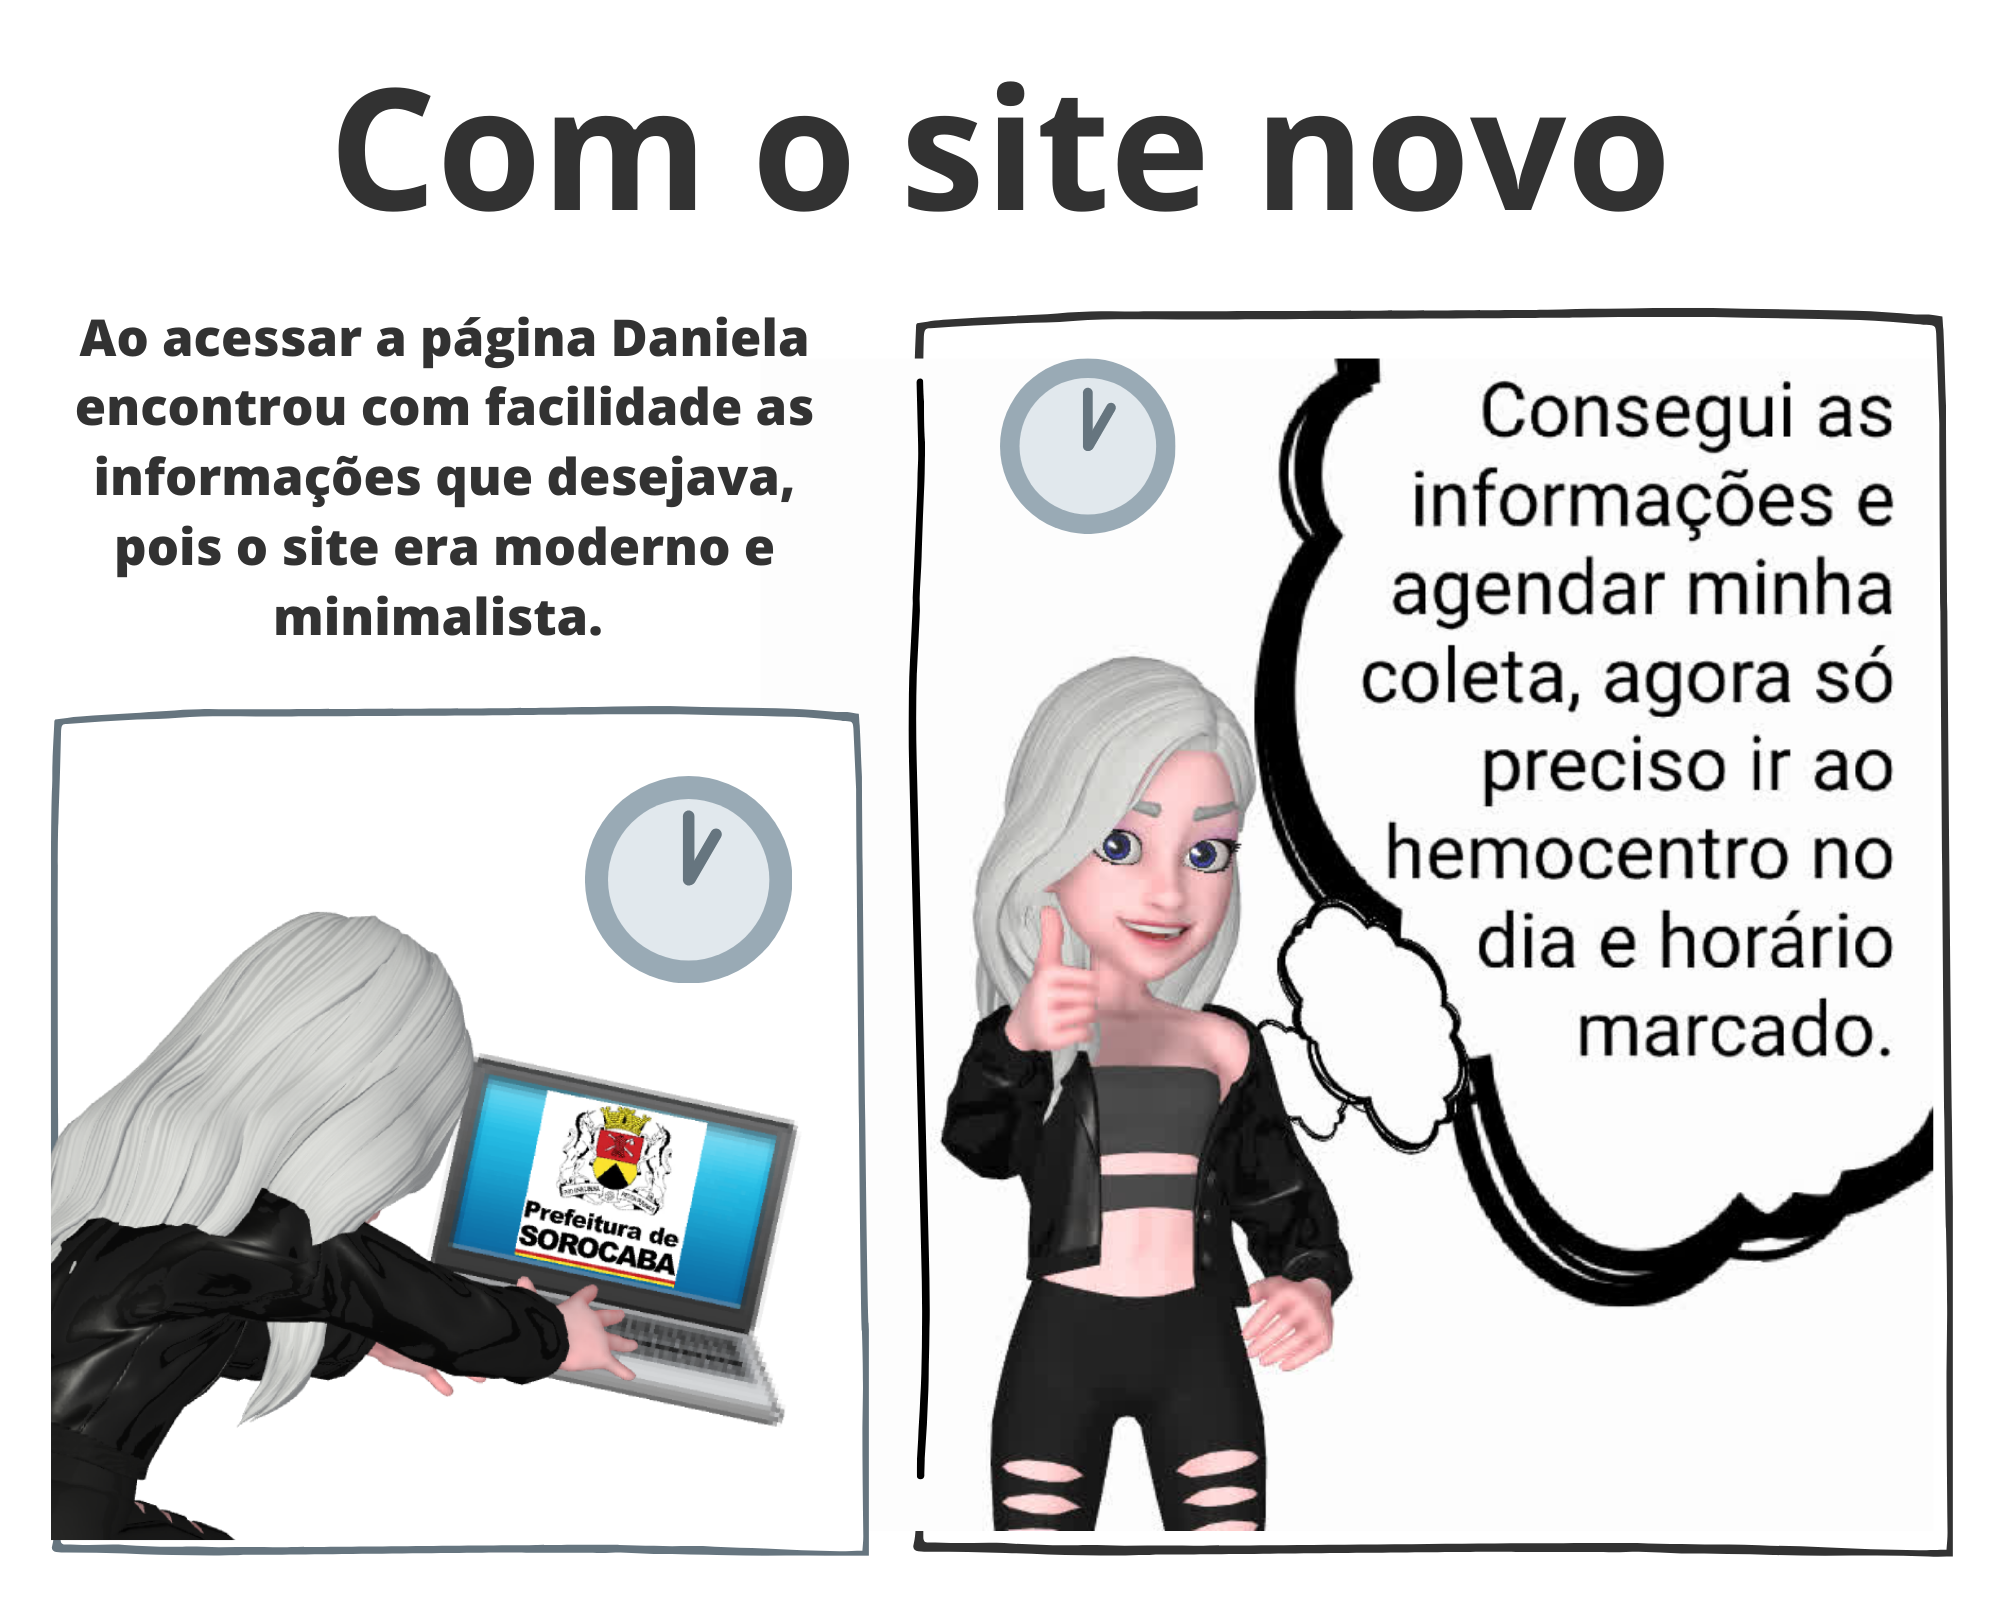 Com o site novo
Ao acessar a página Daniela
encontrou com facilidade as
informações que desejava,
pois o site era moderno e
minimalista.
Prefeitura de
SOROCABA
Consegui as
informações e
agendar minha
coleta, agora só
preciso ir ao
hemocentro no
dia e horário
marcado.